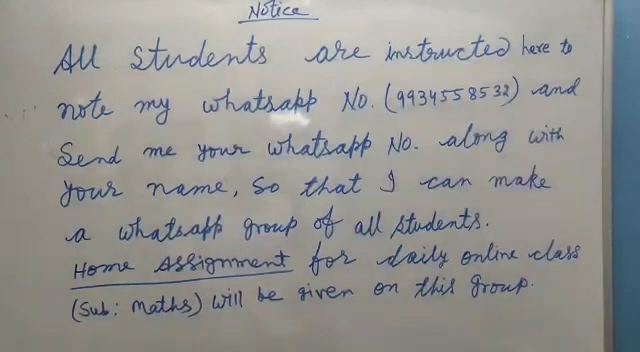 Notice
All students are instructed here to
note my whatsapp No. (9934558532) and
Send me your whatsapp No. along with
your name, So that I can make
a whatsapp group of all students.
Home Assignment for daily online class
(Sub: Maths) will be given on this group.